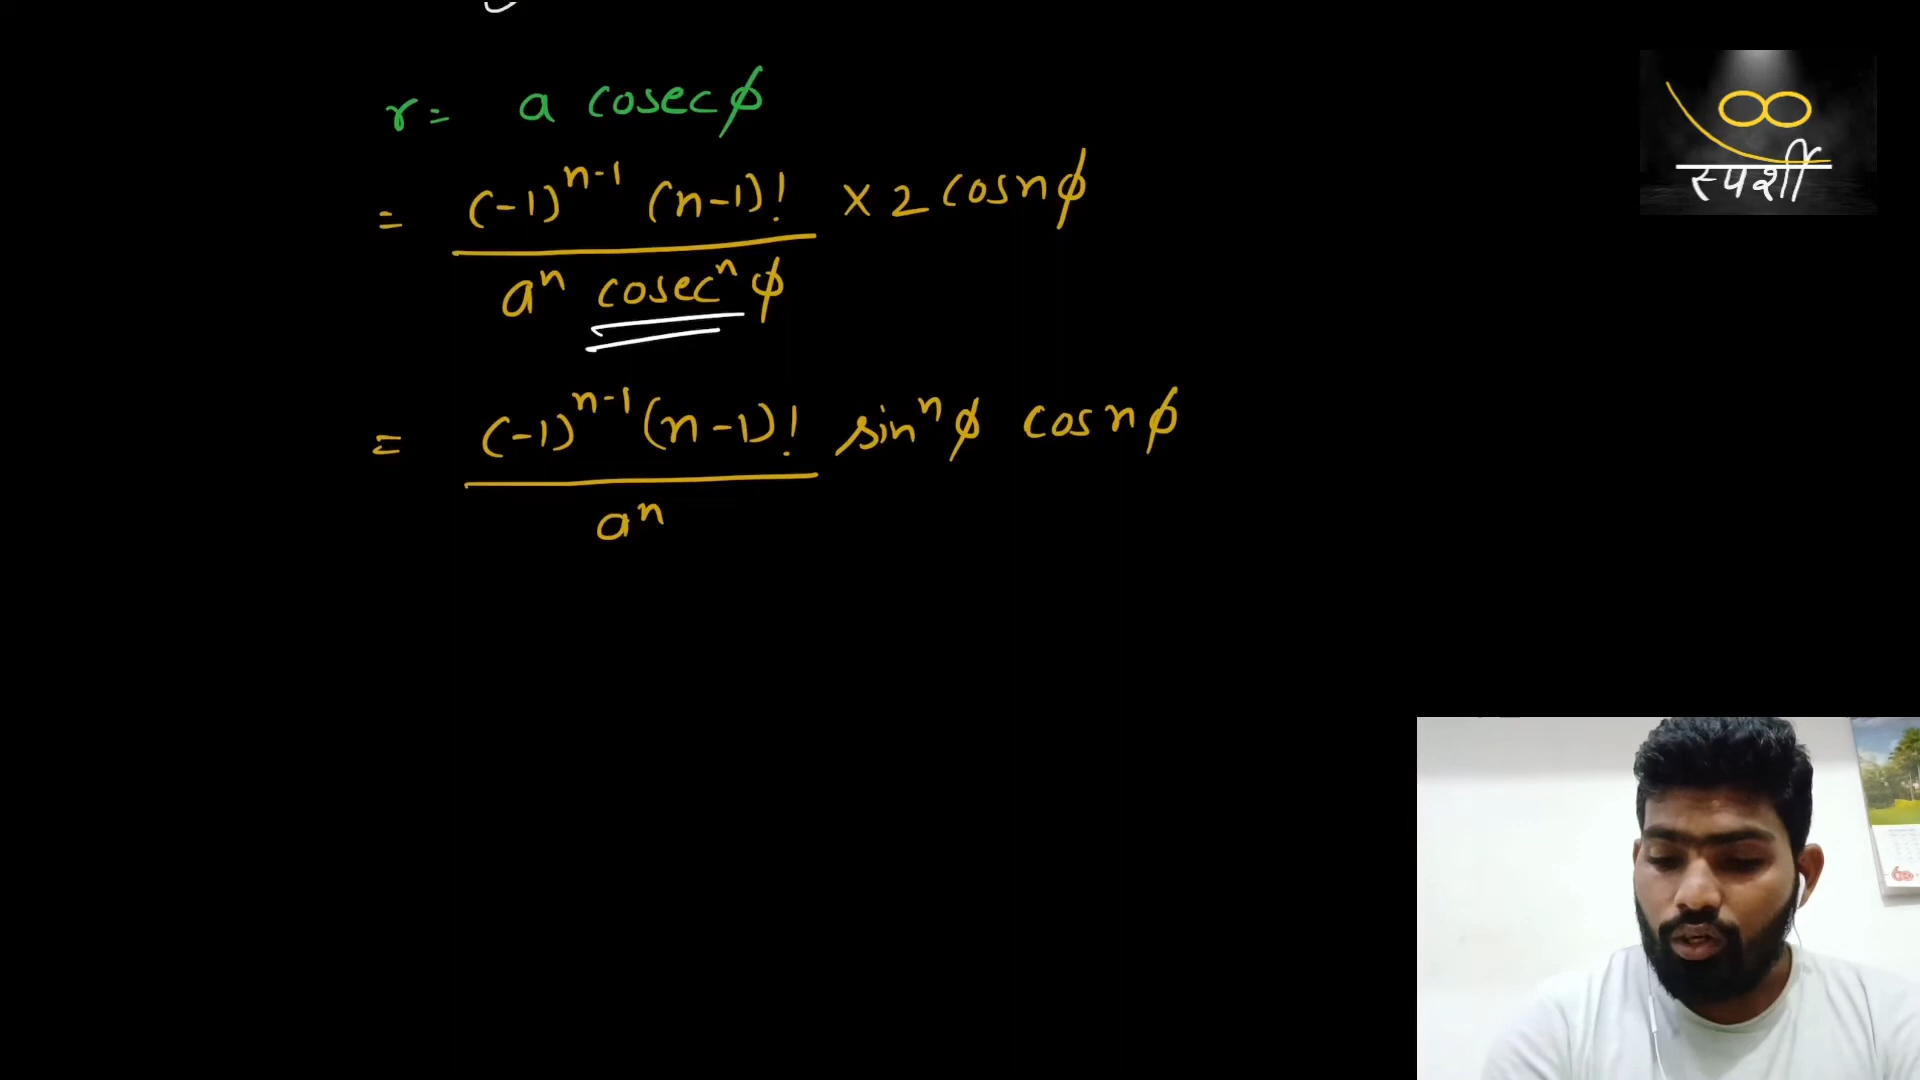 r = a cosec ϕ
= (-1)^{n-1} (n-1)! / a^n cosec^n ϕ × 2 cos nϕ
= (-1)^{n-1} (n-1)! / a^n sin^n ϕ cos nϕ
स्पर्शी